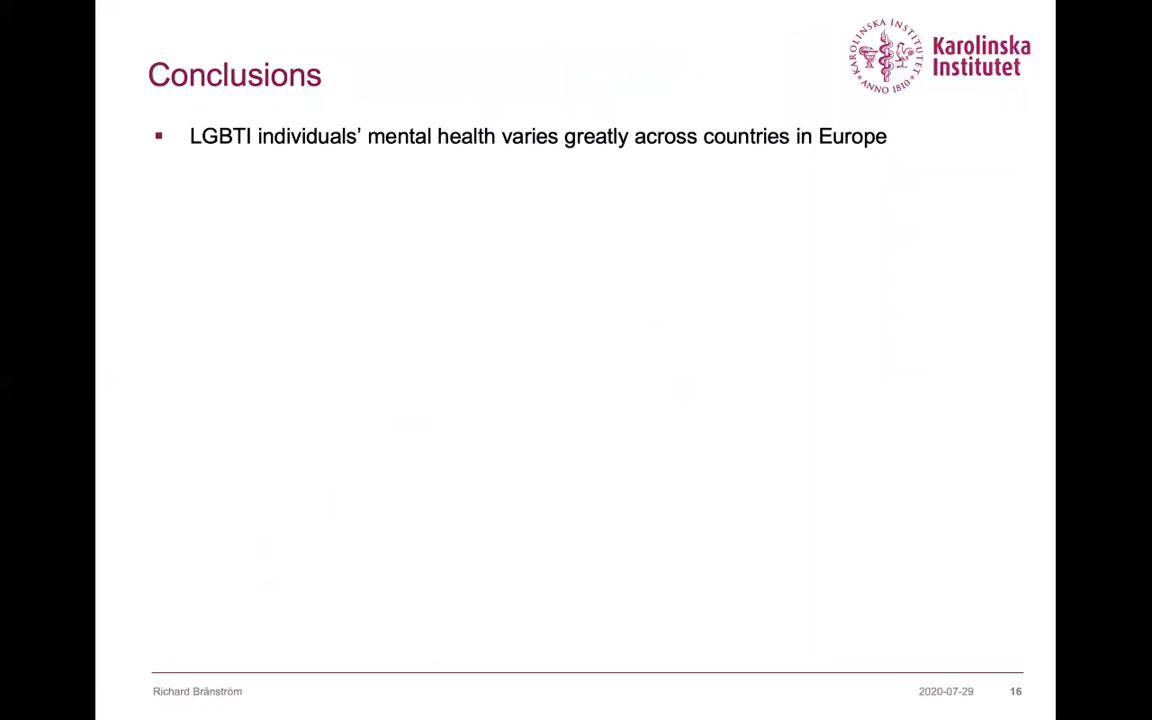 KAROLINSKA INSTITUTET
ANNO 1810
Karolinska
Institutet
Conclusions
▪ LGBTI individuals’ mental health varies greatly across countries in Europe
Richard Bränström
2020-07-29
16